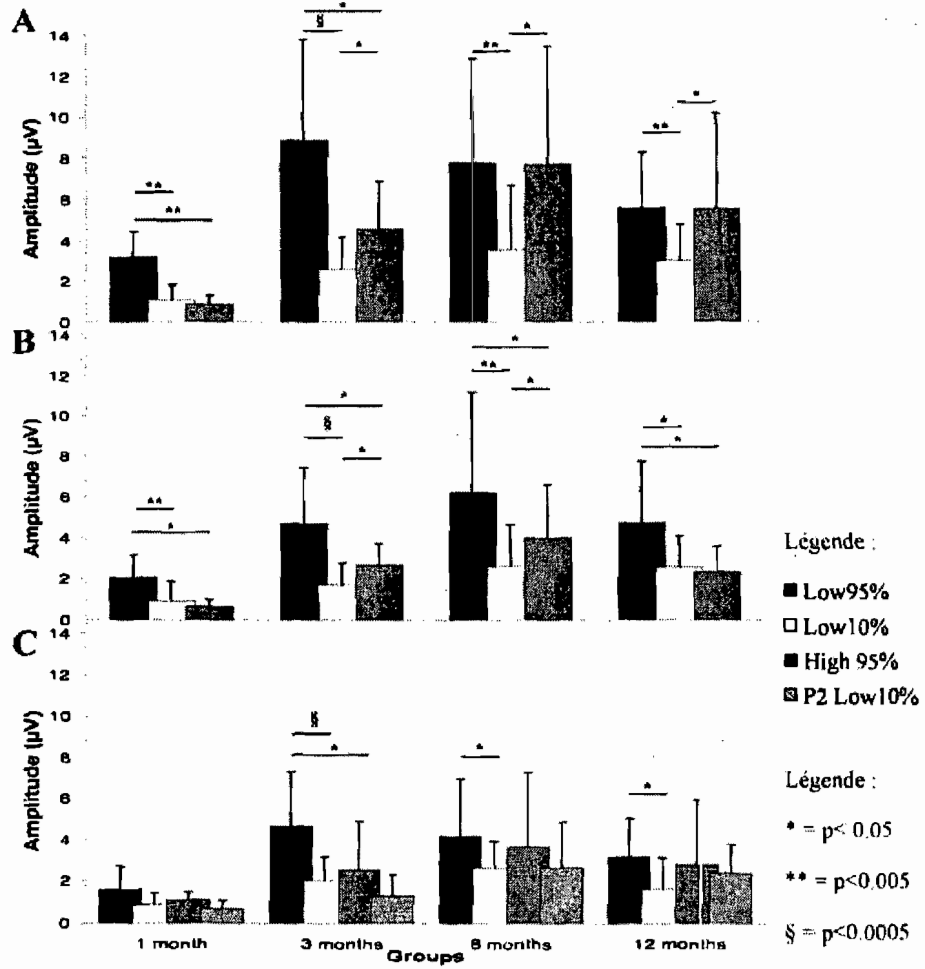 A
14
12
10
8
6
4
2
0
Amplitude (µV)
** ** * § * ** * ** *
B
14
12
10
8
6
4
2
0
Amplitude (µV)
** * * § * * ** * * *
C
14
12
10
8
6
4
2
0
Amplitude (µV)
§ * * *
1 month 3 months 6 months 12 months
Groups
Légende :
Low95%
Low10%
High 95%
P2 Low10%
Légende :
* = p< 0.05
** = p<0.005
§ = p<0.0005